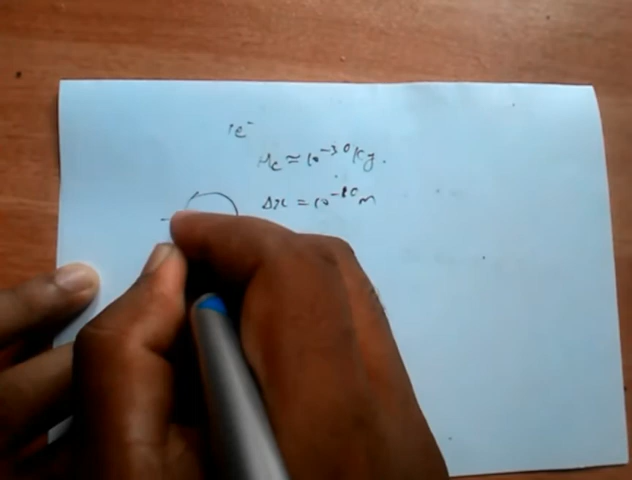 1e⁻
Mₑ ≈ 10⁻³⁰ Kg.
Δx = 10⁻¹⁰ m